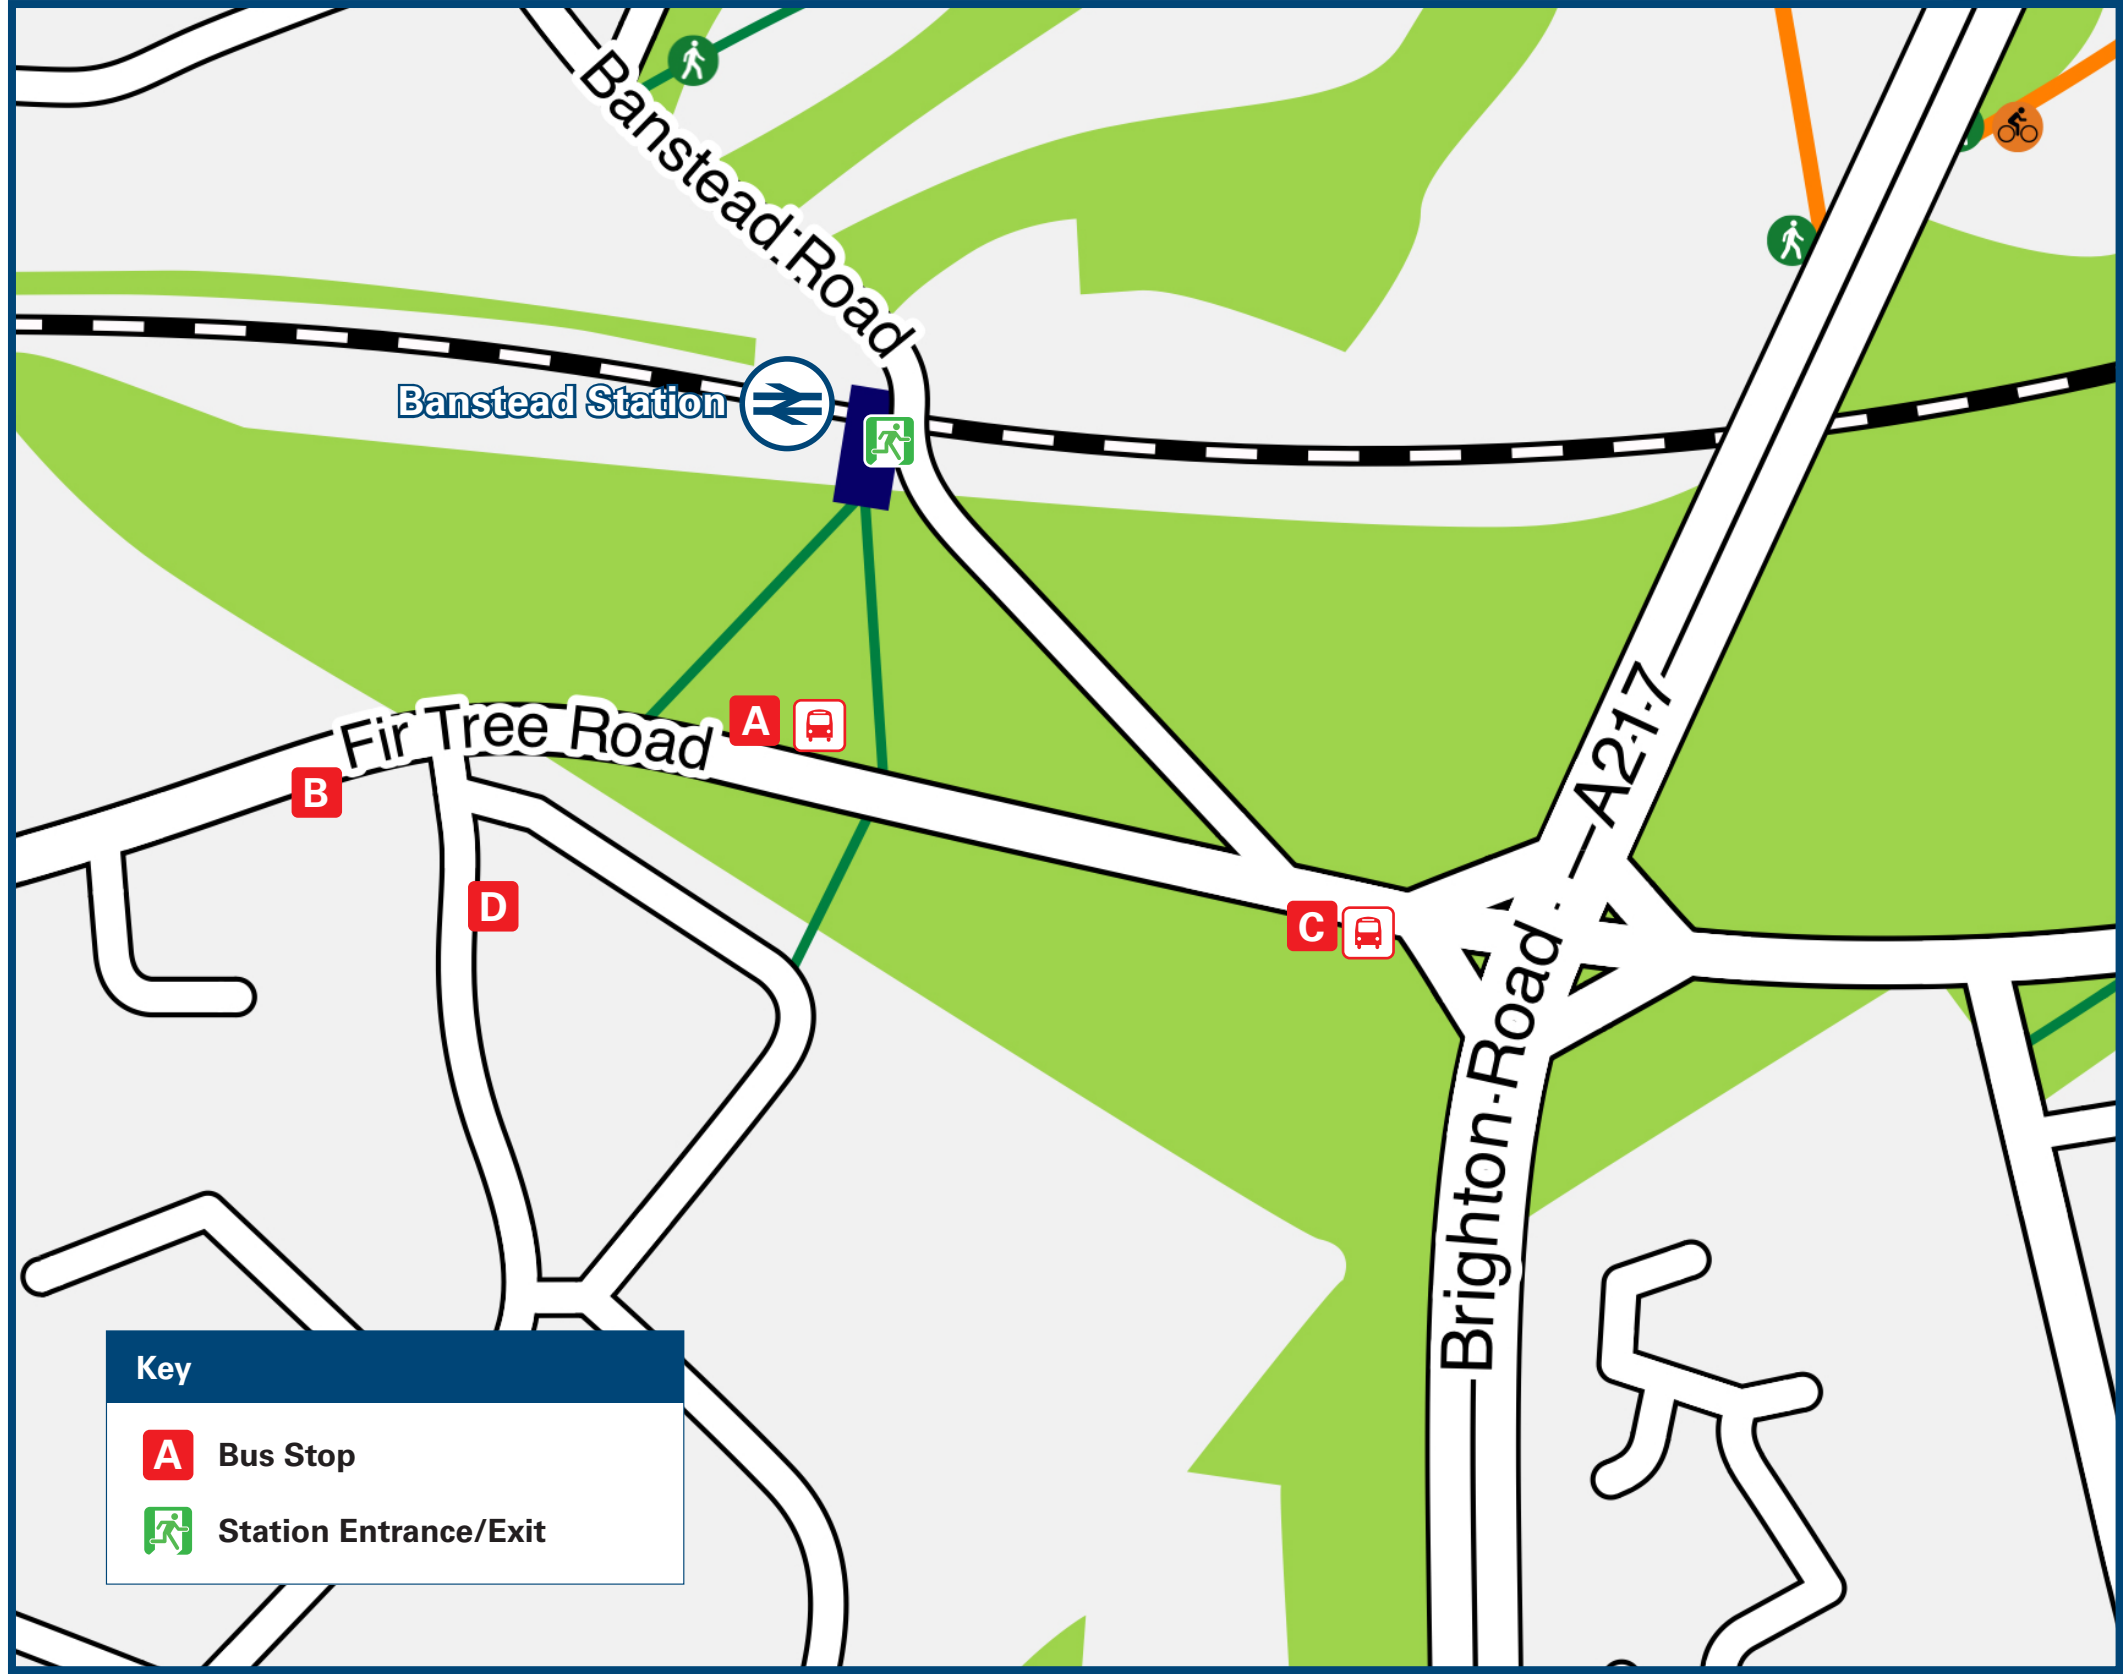 Banstead Road
Banstead Station
A217
Fir Tree Road
A
B
D
C
Brighton Road
Key
A Bus Stop
Station Entrance/Exit